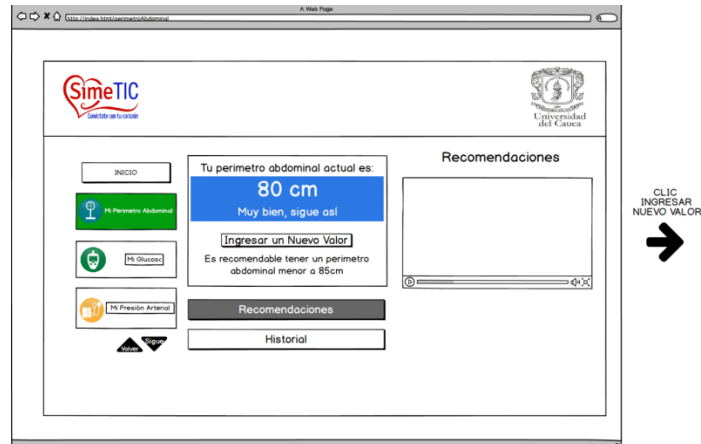 A Web Page
http://index.html/perimetroAbdominal
SimeTIC
Conéctate con tu corazón
Universidad
del Cauca
INICIO
Mi Perimetro Abdominal
Mi Glucosc
Mi Presión Arterial
Volver
Sigue
Tu perimetro abdominal actual es:
80 cm
Muy bien, sigue así
Ingresar un Nuevo Valor
Es recomendable tener un perimetro
abdominal menor a 85cm
Recomendaciones
Historial
Recomendaciones
CLIC
INGRESAR
NUEVO VALOR